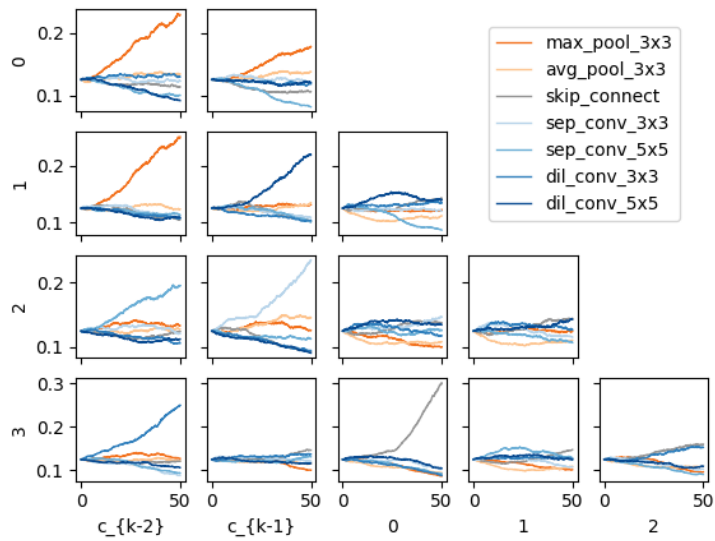 0.2
0.1
0
max_pool_3x3
avg_pool_3x3
skip_connect
sep_conv_3x3
sep_conv_5x5
dil_conv_3x3
dil_conv_5x5
0.2
0.1
1
0.2
0.1
2
0.3
0.2
0.1
3
0 50 0 50 0 50 0 50 0 50
c_{k-2} c_{k-1} 0 1 2